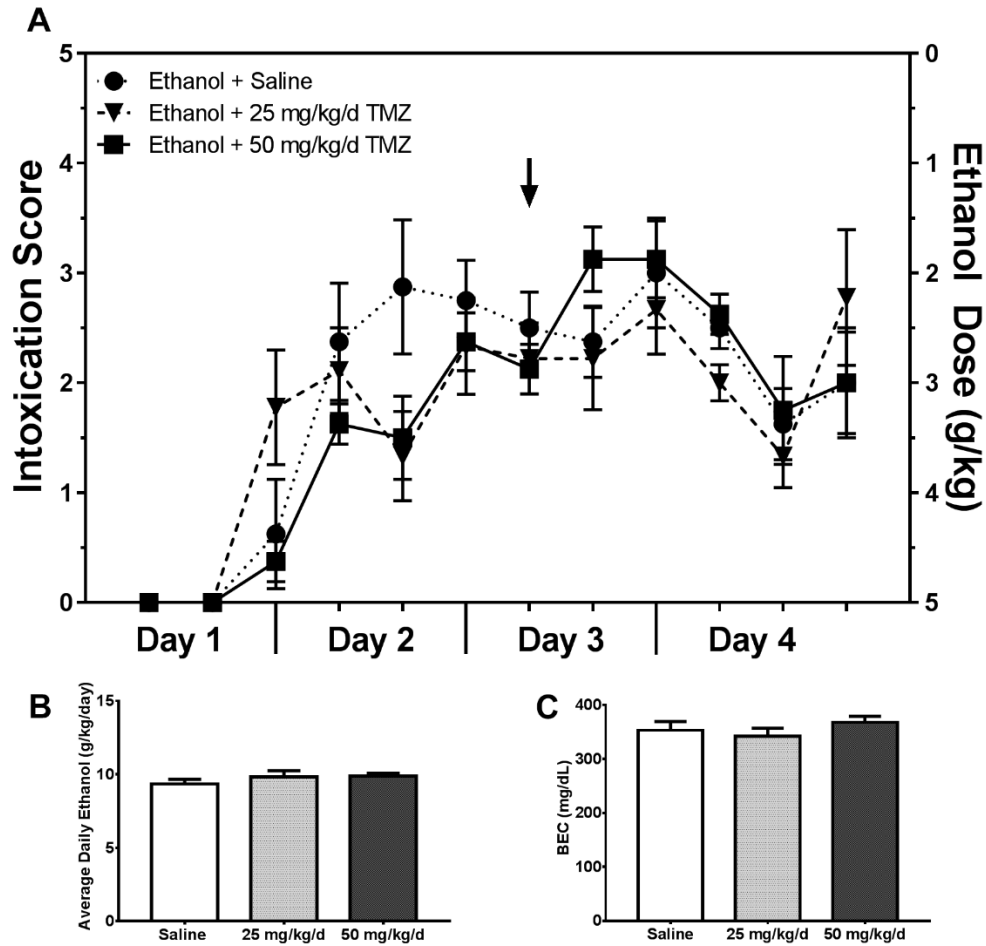 A
Intoxication Score
5
4
3
2
1
0
Ethanol + Saline
Ethanol + 25 mg/kg/d TMZ
Ethanol + 50 mg/kg/d TMZ
0
1
2
3
4
5
Ethanol Dose (g/kg)
Day 1
Day 2
Day 3
Day 4
B
Average Daily Ethanol (g/kg/day)
15
10
5
0
Saline
25 mg/kg/d
50 mg/kg/d
C
BEC (mg/dL)
400
300
200
100
0
Saline
25 mg/kg/d
50 mg/kg/d